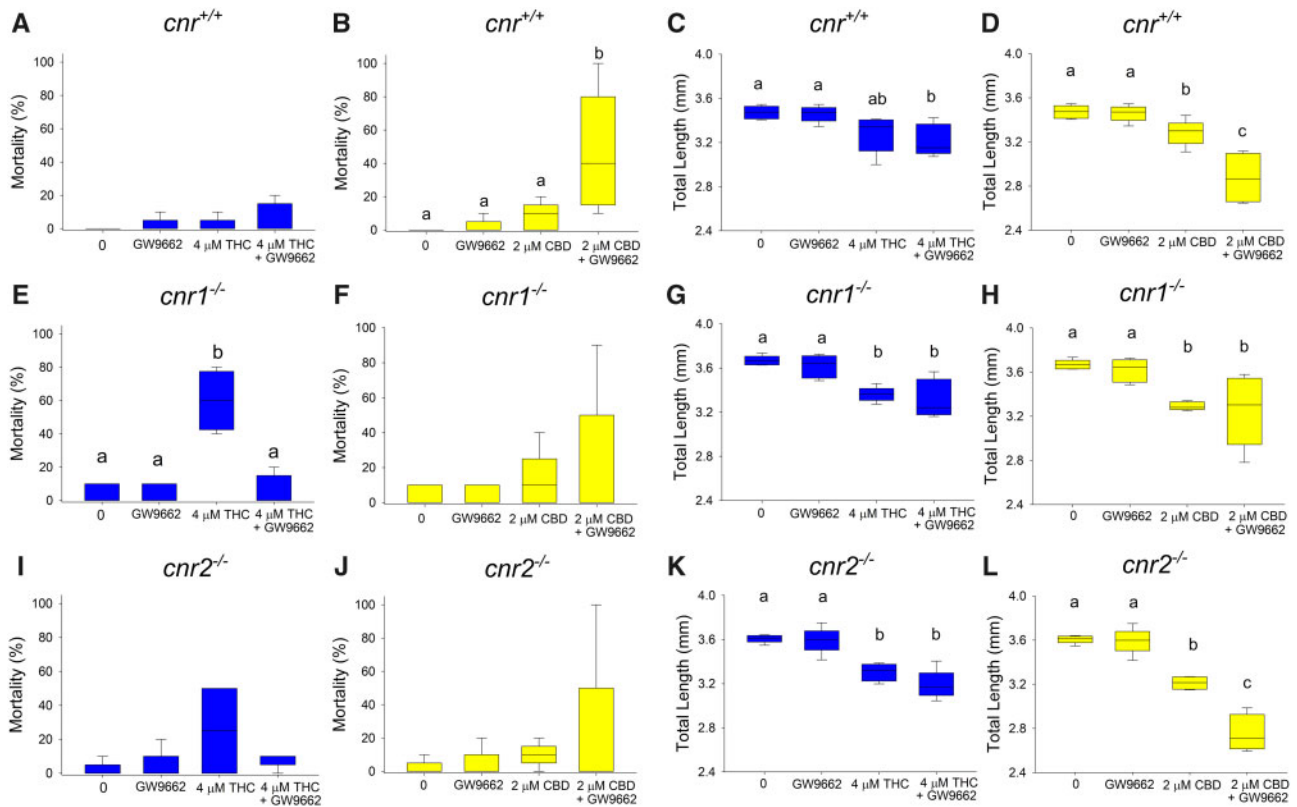 A cnr+/+
Mortality (%)
100
80
60
40
20
0
0 GW9662 4 µM THC 4 µM THC
+ GW9662
B cnr+/+
Mortality (%)
100
80
60
40
20
0
a a a b
0 GW9662 2 µM CBD 2 µM CBD
+ GW9662
C cnr+/+
Total Length (mm)
4.0
3.6
3.2
2.8
2.4
a a ab b
0 GW9662 4 µM THC 4 µM THC
+ GW9662
D cnr+/+
Total Length (mm)
4.0
3.6
3.2
2.8
2.4
a a b c
0 GW9662 2 µM CBD 2 µM CBD
+ GW9662
E cnr1-/-
Mortality (%)
100
80
60
40
20
0
a a b a
0 GW9662 4 µM THC 4 µM THC
+ GW9662
F cnr1-/-
Mortality (%)
100
80
60
40
20
0
0 GW9662 2 µM CBD 2 µM CBD
+ GW9662
G cnr1-/-
Total Length (mm)
4.0
3.6
3.2
2.8
2.4
a a b b
0 GW9662 4 µM THC 4 µM THC
+ GW9662
H cnr1-/-
Total Length (mm)
4.0
3.6
3.2
2.8
2.4
a a b b
0 GW9662 2 µM CBD 2 µM CBD
+ GW9662
I cnr2-/-
Mortality (%)
100
80
60
40
20
0
0 GW9662 4 µM THC 4 µM THC
+ GW9662
J cnr2-/-
Mortality (%)
100
80
60
40
20
0
0 GW9662 2 µM CBD 2 µM CBD
+ GW9662
K cnr2-/-
Total Length (mm)
4.0
3.6
3.2
2.8
2.4
a a b b
0 GW9662 4 µM THC 4 µM THC
+ GW9662
L cnr2-/-
Total Length (mm)
4.0
3.6
3.2
2.8
2.4
a a b c
0 GW9662 2 µM CBD 2 µM CBD
+ GW9662